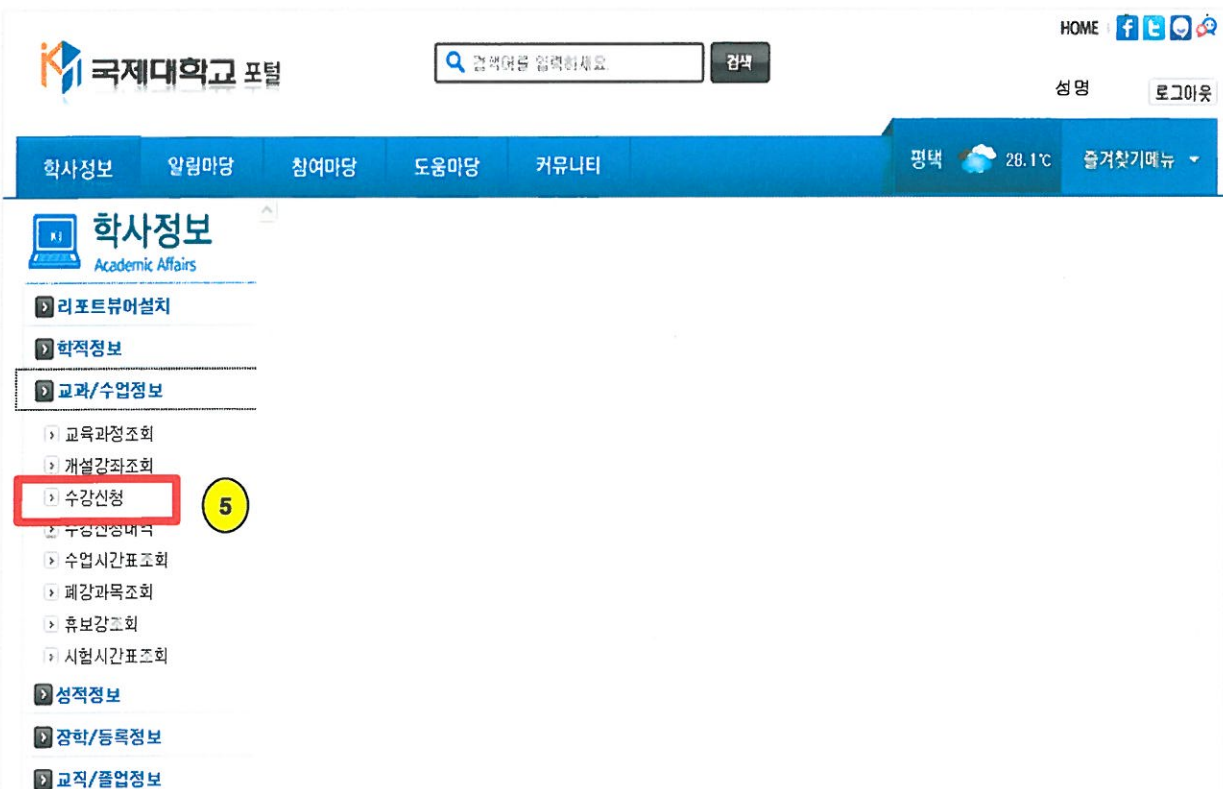 HOME
국제대학교 포털
검색어를 입력하세요.
검색
성명
로그아웃
학사정보 알림마당 참여마당 도움마당 커뮤니티
평택 28.1℃ 즐겨찾기메뉴
학사정보
Academic Affairs
리포트뷰어설치
학적정보
교과/수업정보
교육과정조회
개설강좌조회
수강신청
5
수강신청내역
수업시간표조회
폐강과목조회
휴보강조회
시험시간표조회
성적정보
장학/등록정보
교직/졸업정보